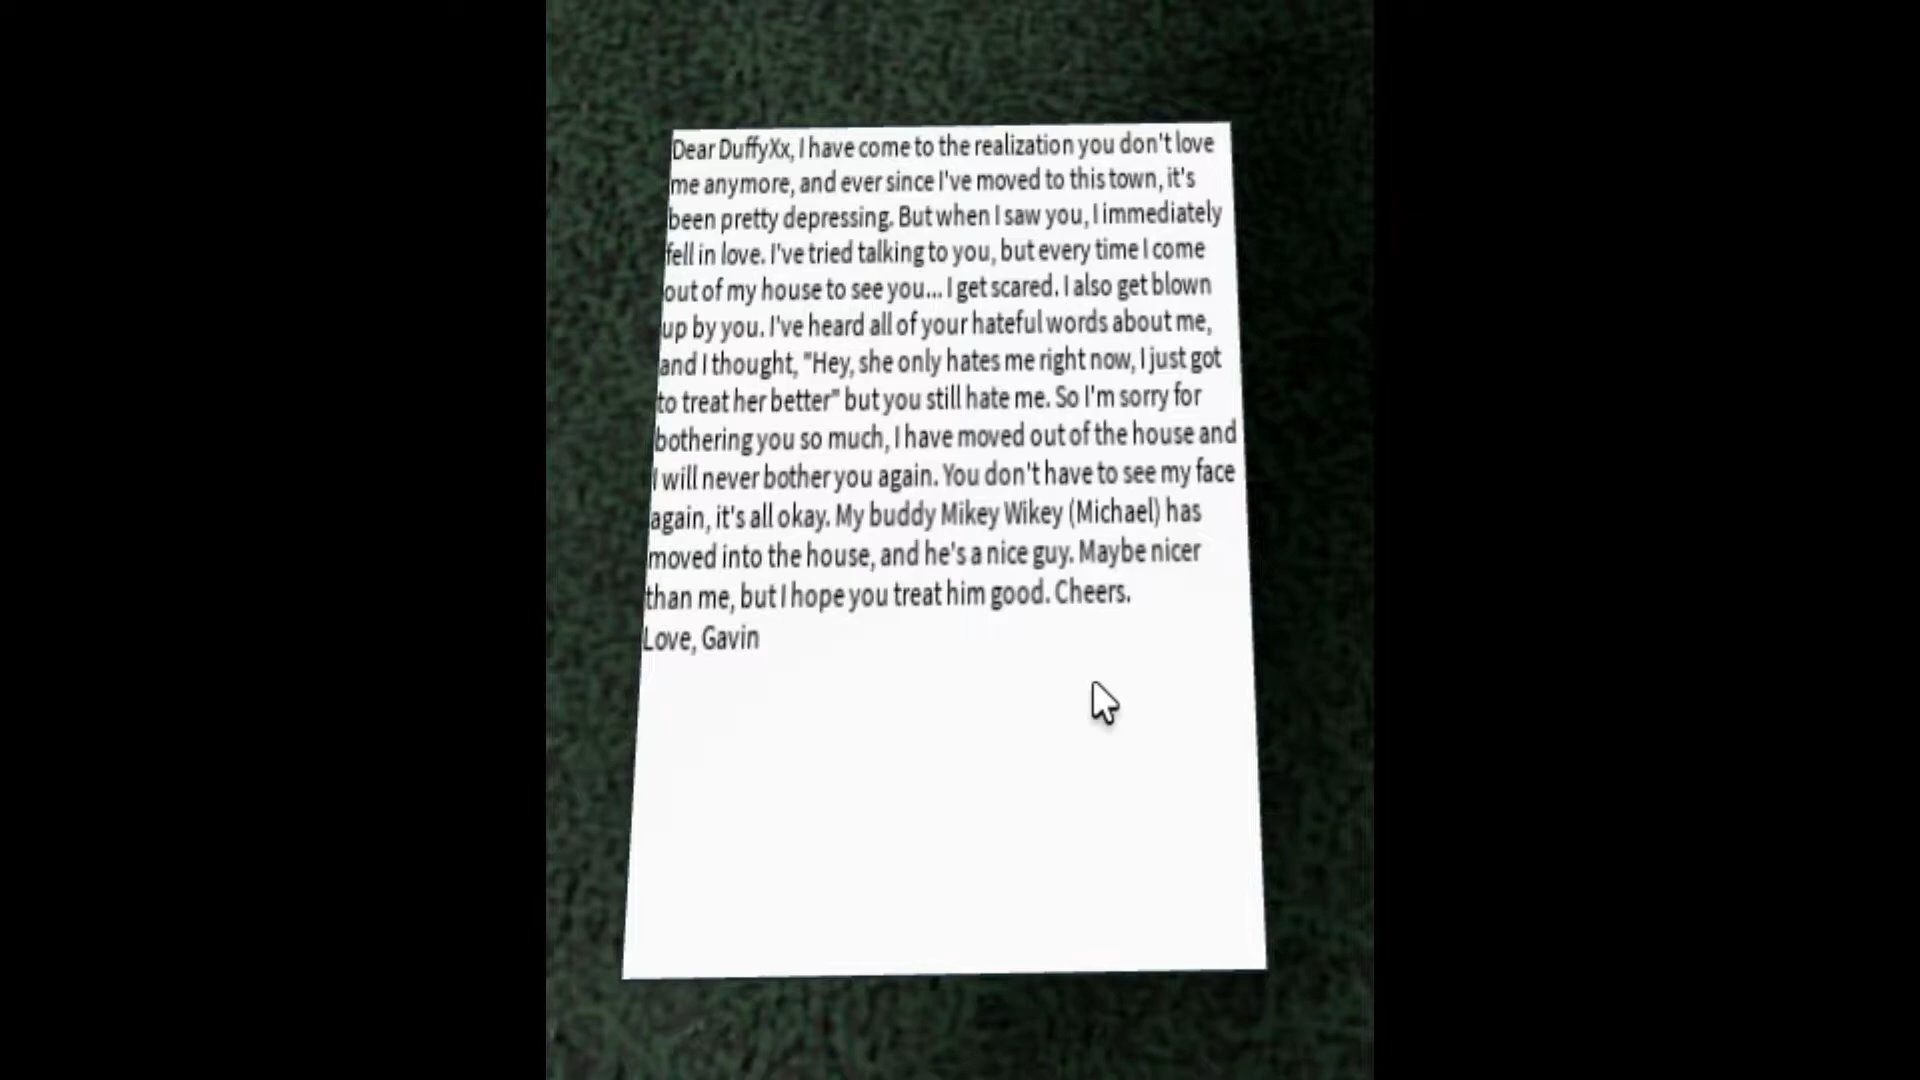 Dear DuffyXx, I have come to the realization you don't love
me anymore, and ever since I've moved to this town, it's
been pretty depressing. But when I saw you, I immediately
fell in love. I've tried talking to you, but every time I come
out of my house to see you... I get scared. I also get blown
up by you. I've heard all of your hateful words about me,
and I thought, "Hey, she only hates me right now, I just got
to treat her better" but you still hate me. So I'm sorry for
bothering you so much, I have moved out of the house and
I will never bother you again. You don't have to see my face
again, it's all okay. My buddy Mikey Wikey (Michael) has
moved into the house, and he's a nice guy. Maybe nicer
than me, but I hope you treat him good. Cheers.
Love, Gavin